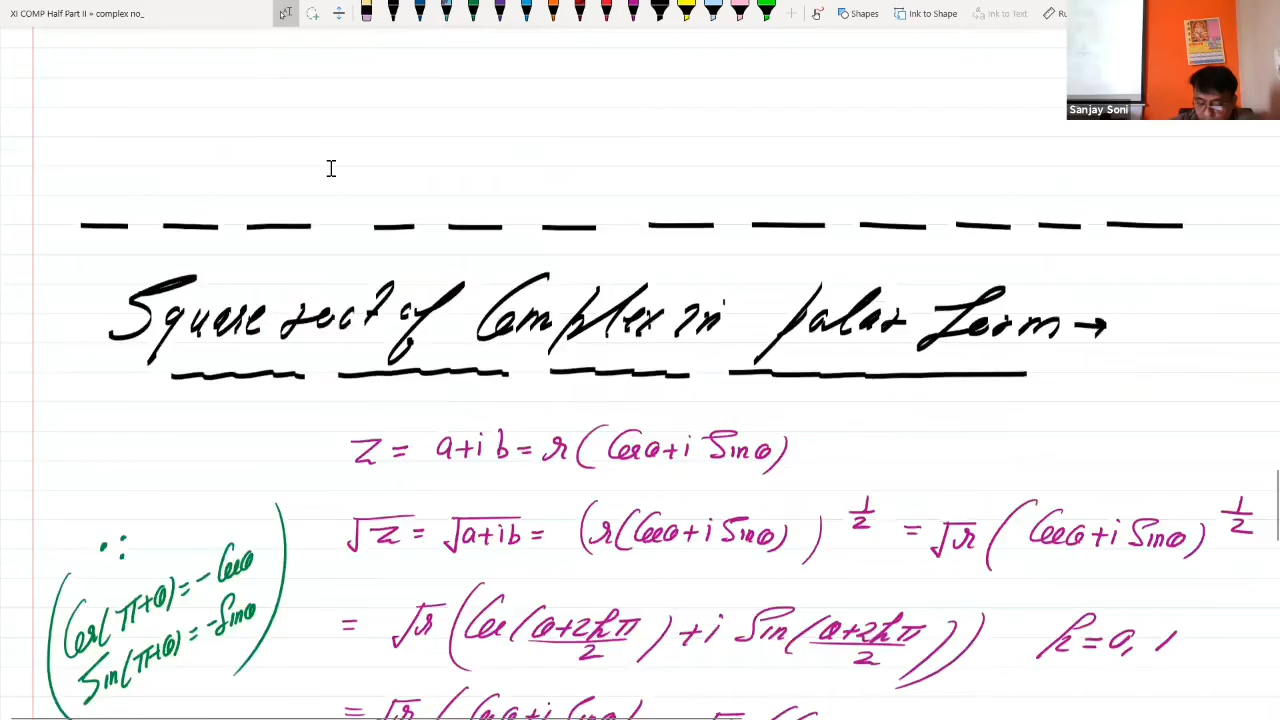 XI COMP Half Part II » complex no_
Shapes
Ink to Shape
Ink to Text
Ru
Sanjay Soni
Square root of Complex in polar form →
z = a+ib = r(Cosθ+i Sinθ)
√z = √a+ib = (r(Cosθ+i Sinθ))^1/2 = √r (Cosθ+i Sinθ)^1/2
= √r (Cos(θ+2kπ/2) + i Sin(θ+2kπ/2)) k=0, 1
∴
(Cos(π+θ) = -Cosθ
Sin(π+θ) = -Sinθ)